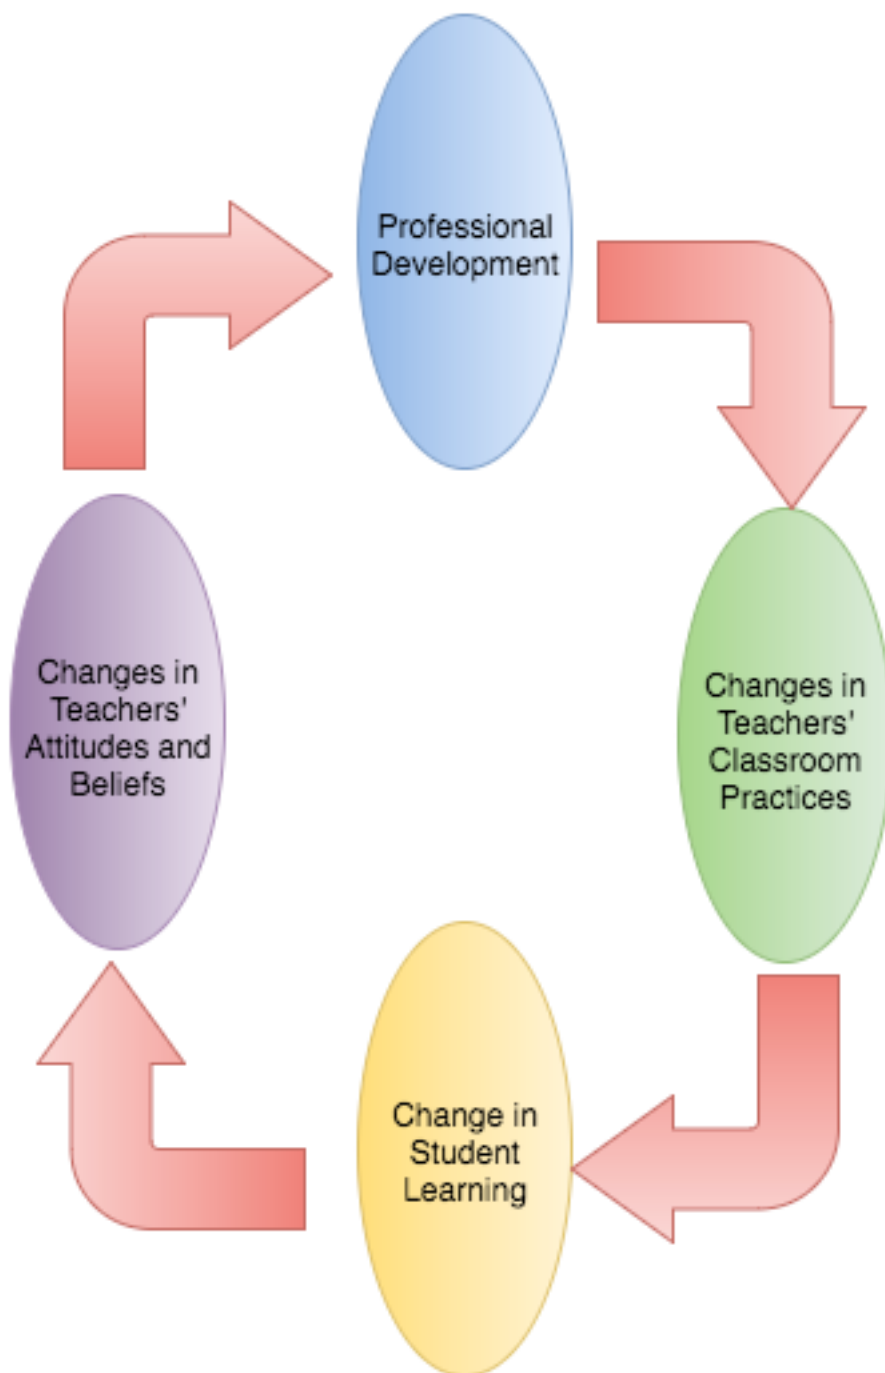 Professional
Development
Changes in
Teachers'
Classroom
Practices
Change in
Student
Learning
Changes in
Teachers'
Attitudes and
Beliefs